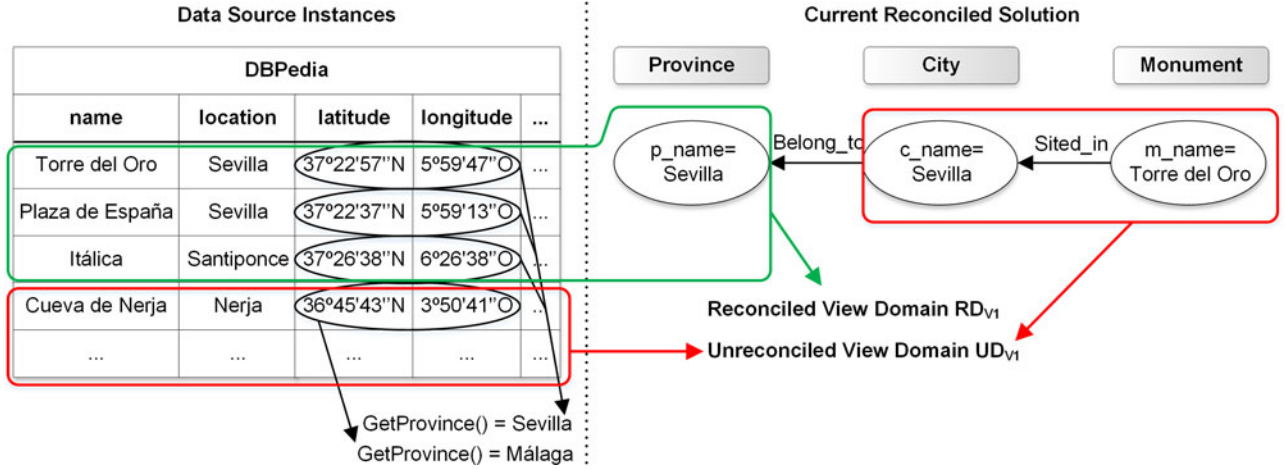 Data Source Instances
Current Reconciled Solution
DBPedia
name location latitude longitude ...
Torre del Oro Sevilla 37º22'57''N 5º59'47''O ...
Plaza de España Sevilla 37º22'37''N 5º59'13''O ...
Itálica Santiponce 37º26'38''N 6º26'38''O ...
Cueva de Nerja Nerja 36º45'43''N 3º50'41''O ...
... ... ... ... ...
GetProvince() = Sevilla
GetProvince() = Málaga
Province City Monument
p_name=
Sevilla
Belong_to
c_name=
Sevilla
Sited_in
m_name=
Torre del Oro
Reconciled View Domain RDV1
Unreconciled View Domain UDV1